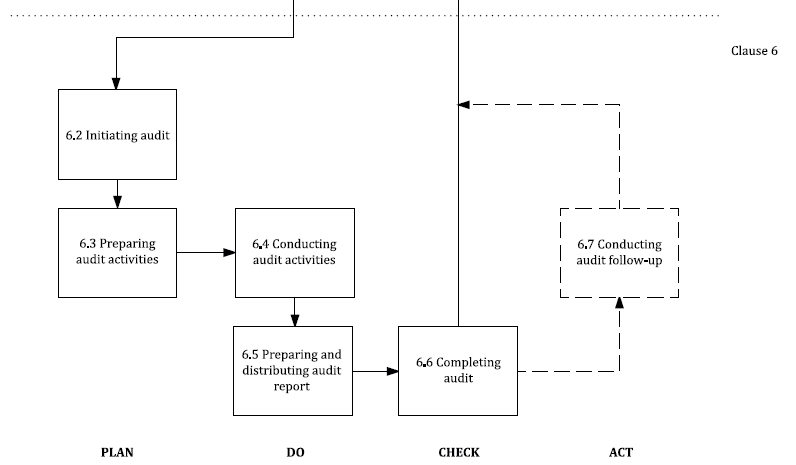 Clause 6
6.2 Initiating audit
6.3 Preparing
audit activities
6.4 Conducting
audit activities
6.7 Conducting
audit follow-up
6.5 Preparing and
distributing audit
report
6.6 Completing
audit
PLAN
DO
CHECK
ACT